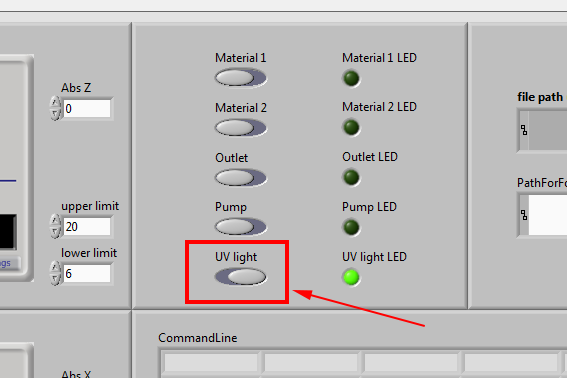 Material 1
Material 1 LED
Abs Z
0
file path
Material 2
Material 2 LED
Outlet
Outlet LED
PathForFo
upper limit
20
Pump
Pump LED
lower limit
6
UV light
UV light LED
ngs
CommandLine
Abs X